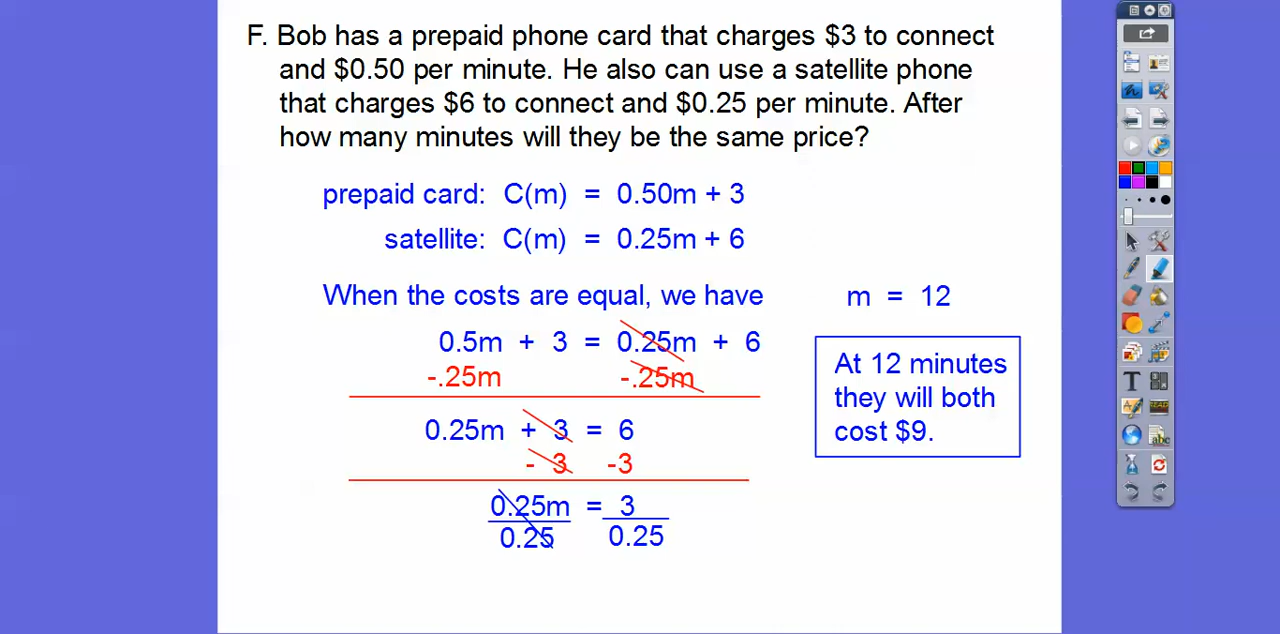 F. Bob has a prepaid phone card that charges $3 to connect
and $0.50 per minute. He also can use a satellite phone
that charges $6 to connect and $0.25 per minute. After
how many minutes will they be the same price?
prepaid card: C(m) = 0.50m + 3
satellite: C(m) = 0.25m + 6
When the costs are equal, we have
0.5m + 3 = 0.25m + 6
-.25m -.25m
0.25m + 3 = 6
- 3 -3
0.25m = 3
0.25 0.25
m = 12
At 12 minutes
they will both
cost $9.